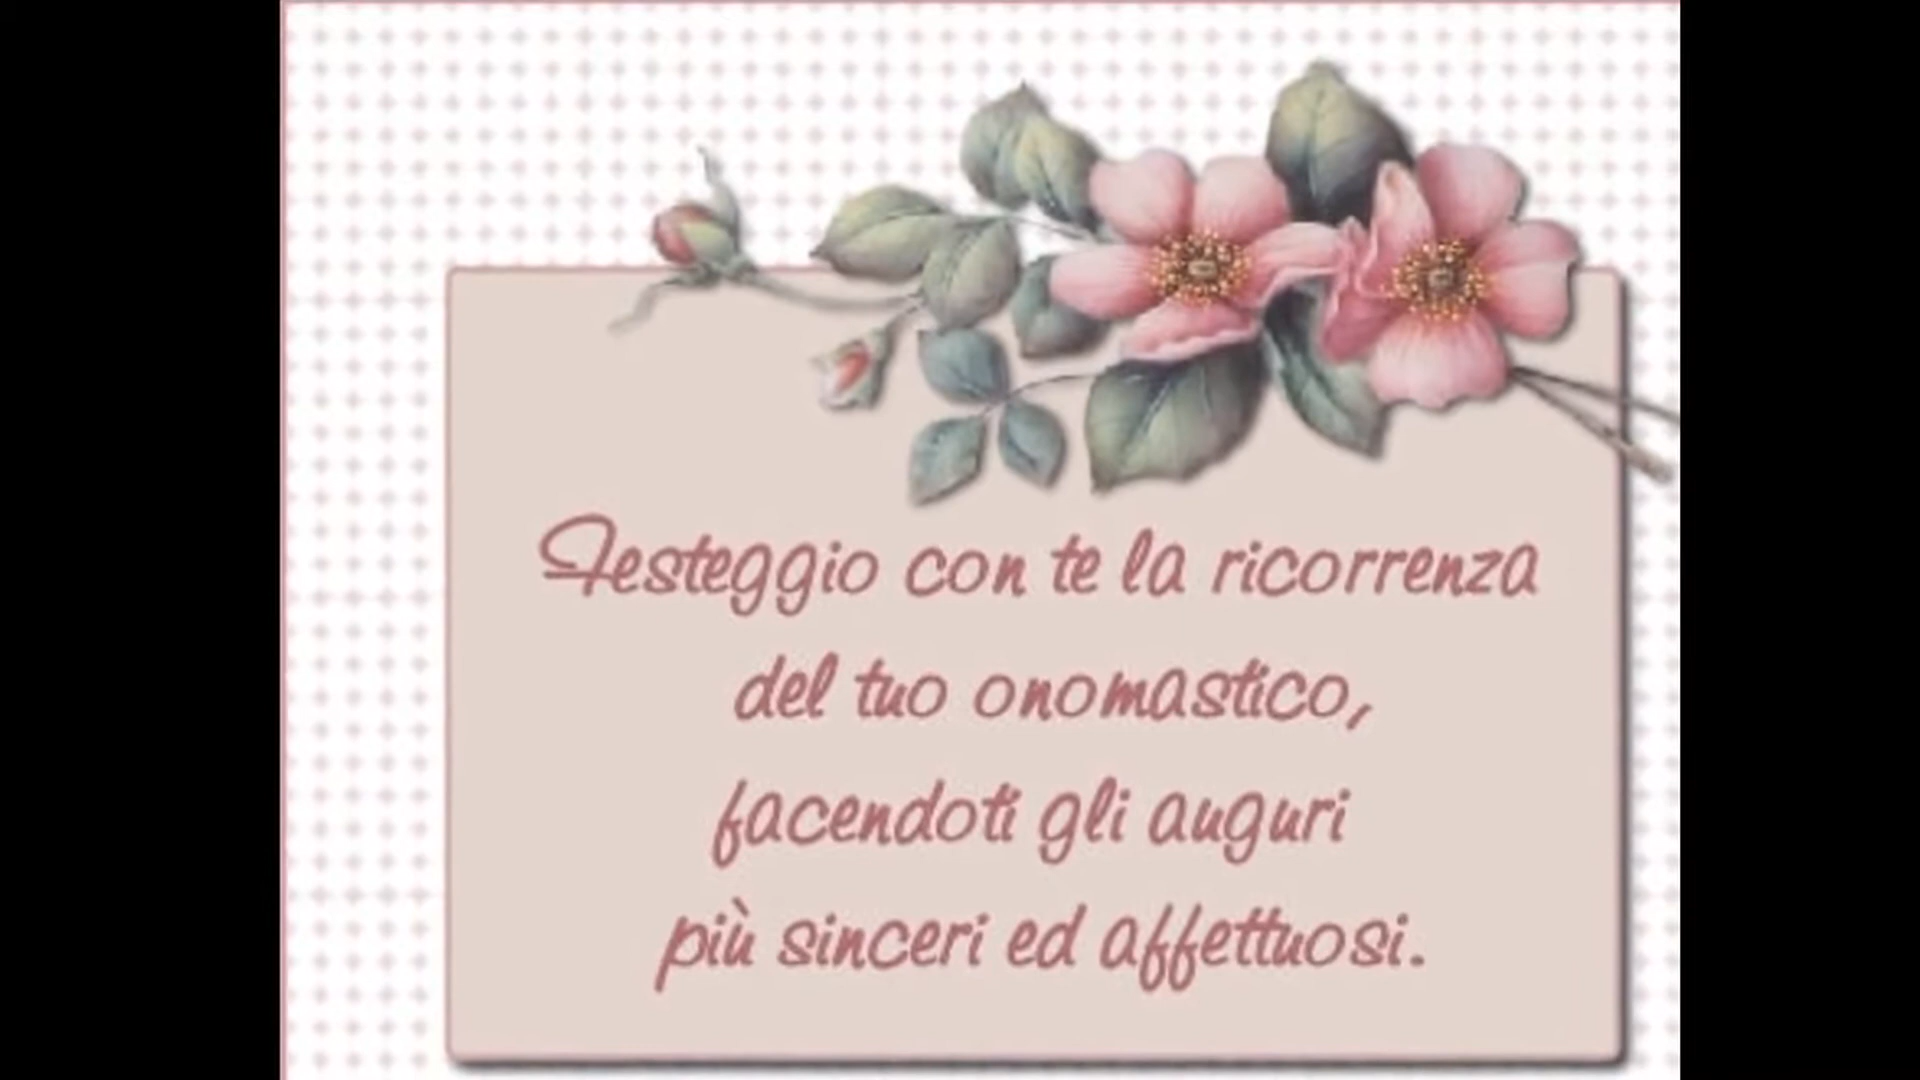 Festeggio con te la ricorrenza
del tuo onomastico,
facendoti gli auguri
più sinceri ed affettuosi.